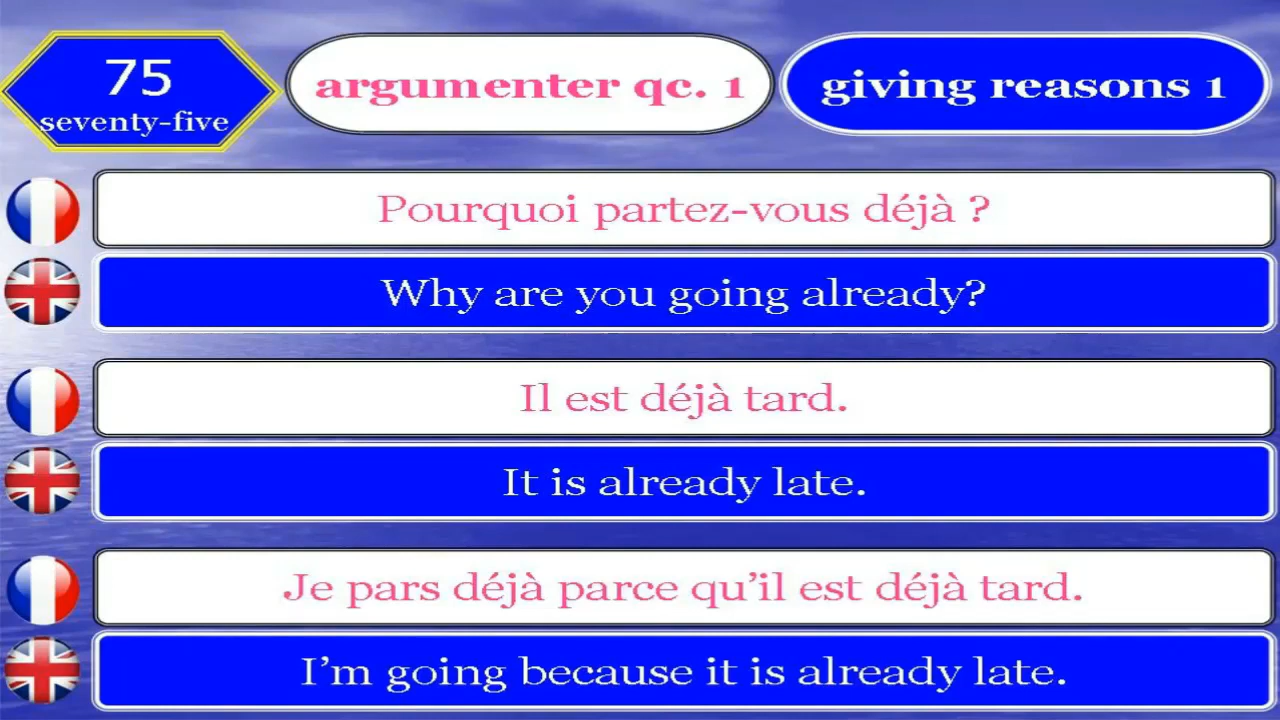 75
seventy-five
argumenter qc. 1
giving reasons 1
Pourquoi partez-vous déjà ?
Why are you going already?
Il est déjà tard.
It is already late.
Je pars déjà parce qu’il est déjà tard.
I’m going because it is already late.